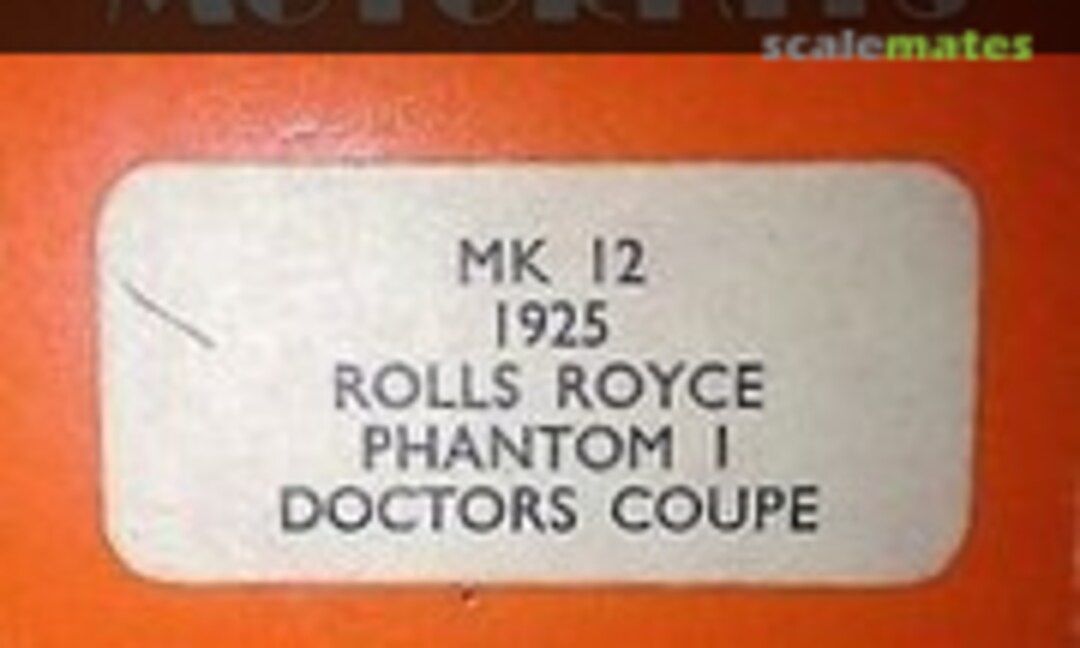 scalemates
MK 12
1925
ROLLS ROYCE
PHANTOM I
DOCTORS COUPE